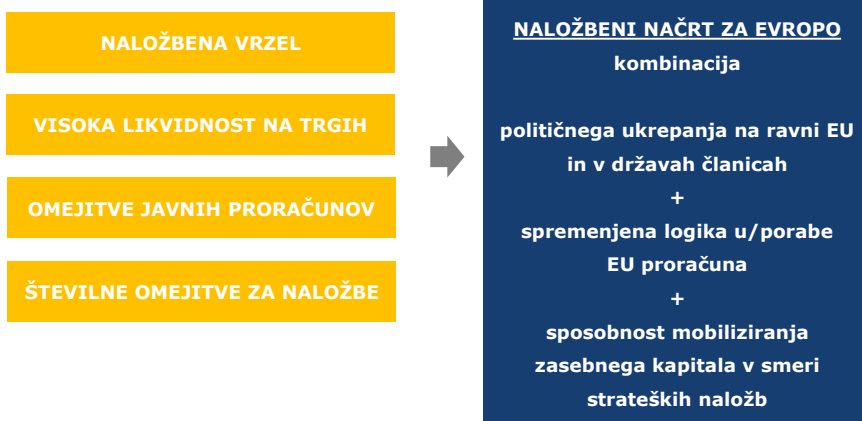 NALOŽBENA VRZEL
VISOKA LIKVIDNOST NA TRGIH
OMEJITVE JAVNIH PRORAČUNOV
ŠTEVILNE OMEJITVE ZA NALOŽBE
NALOŽBENI NAČRT ZA EVROPO
kombinacija
političnega ukrepanja na ravni EU
in v državah članicah
+
spremenjena logika u/porabe
EU proračuna
+
sposobnost mobiliziranja
zasebnega kapitala v smeri
strateških naložb